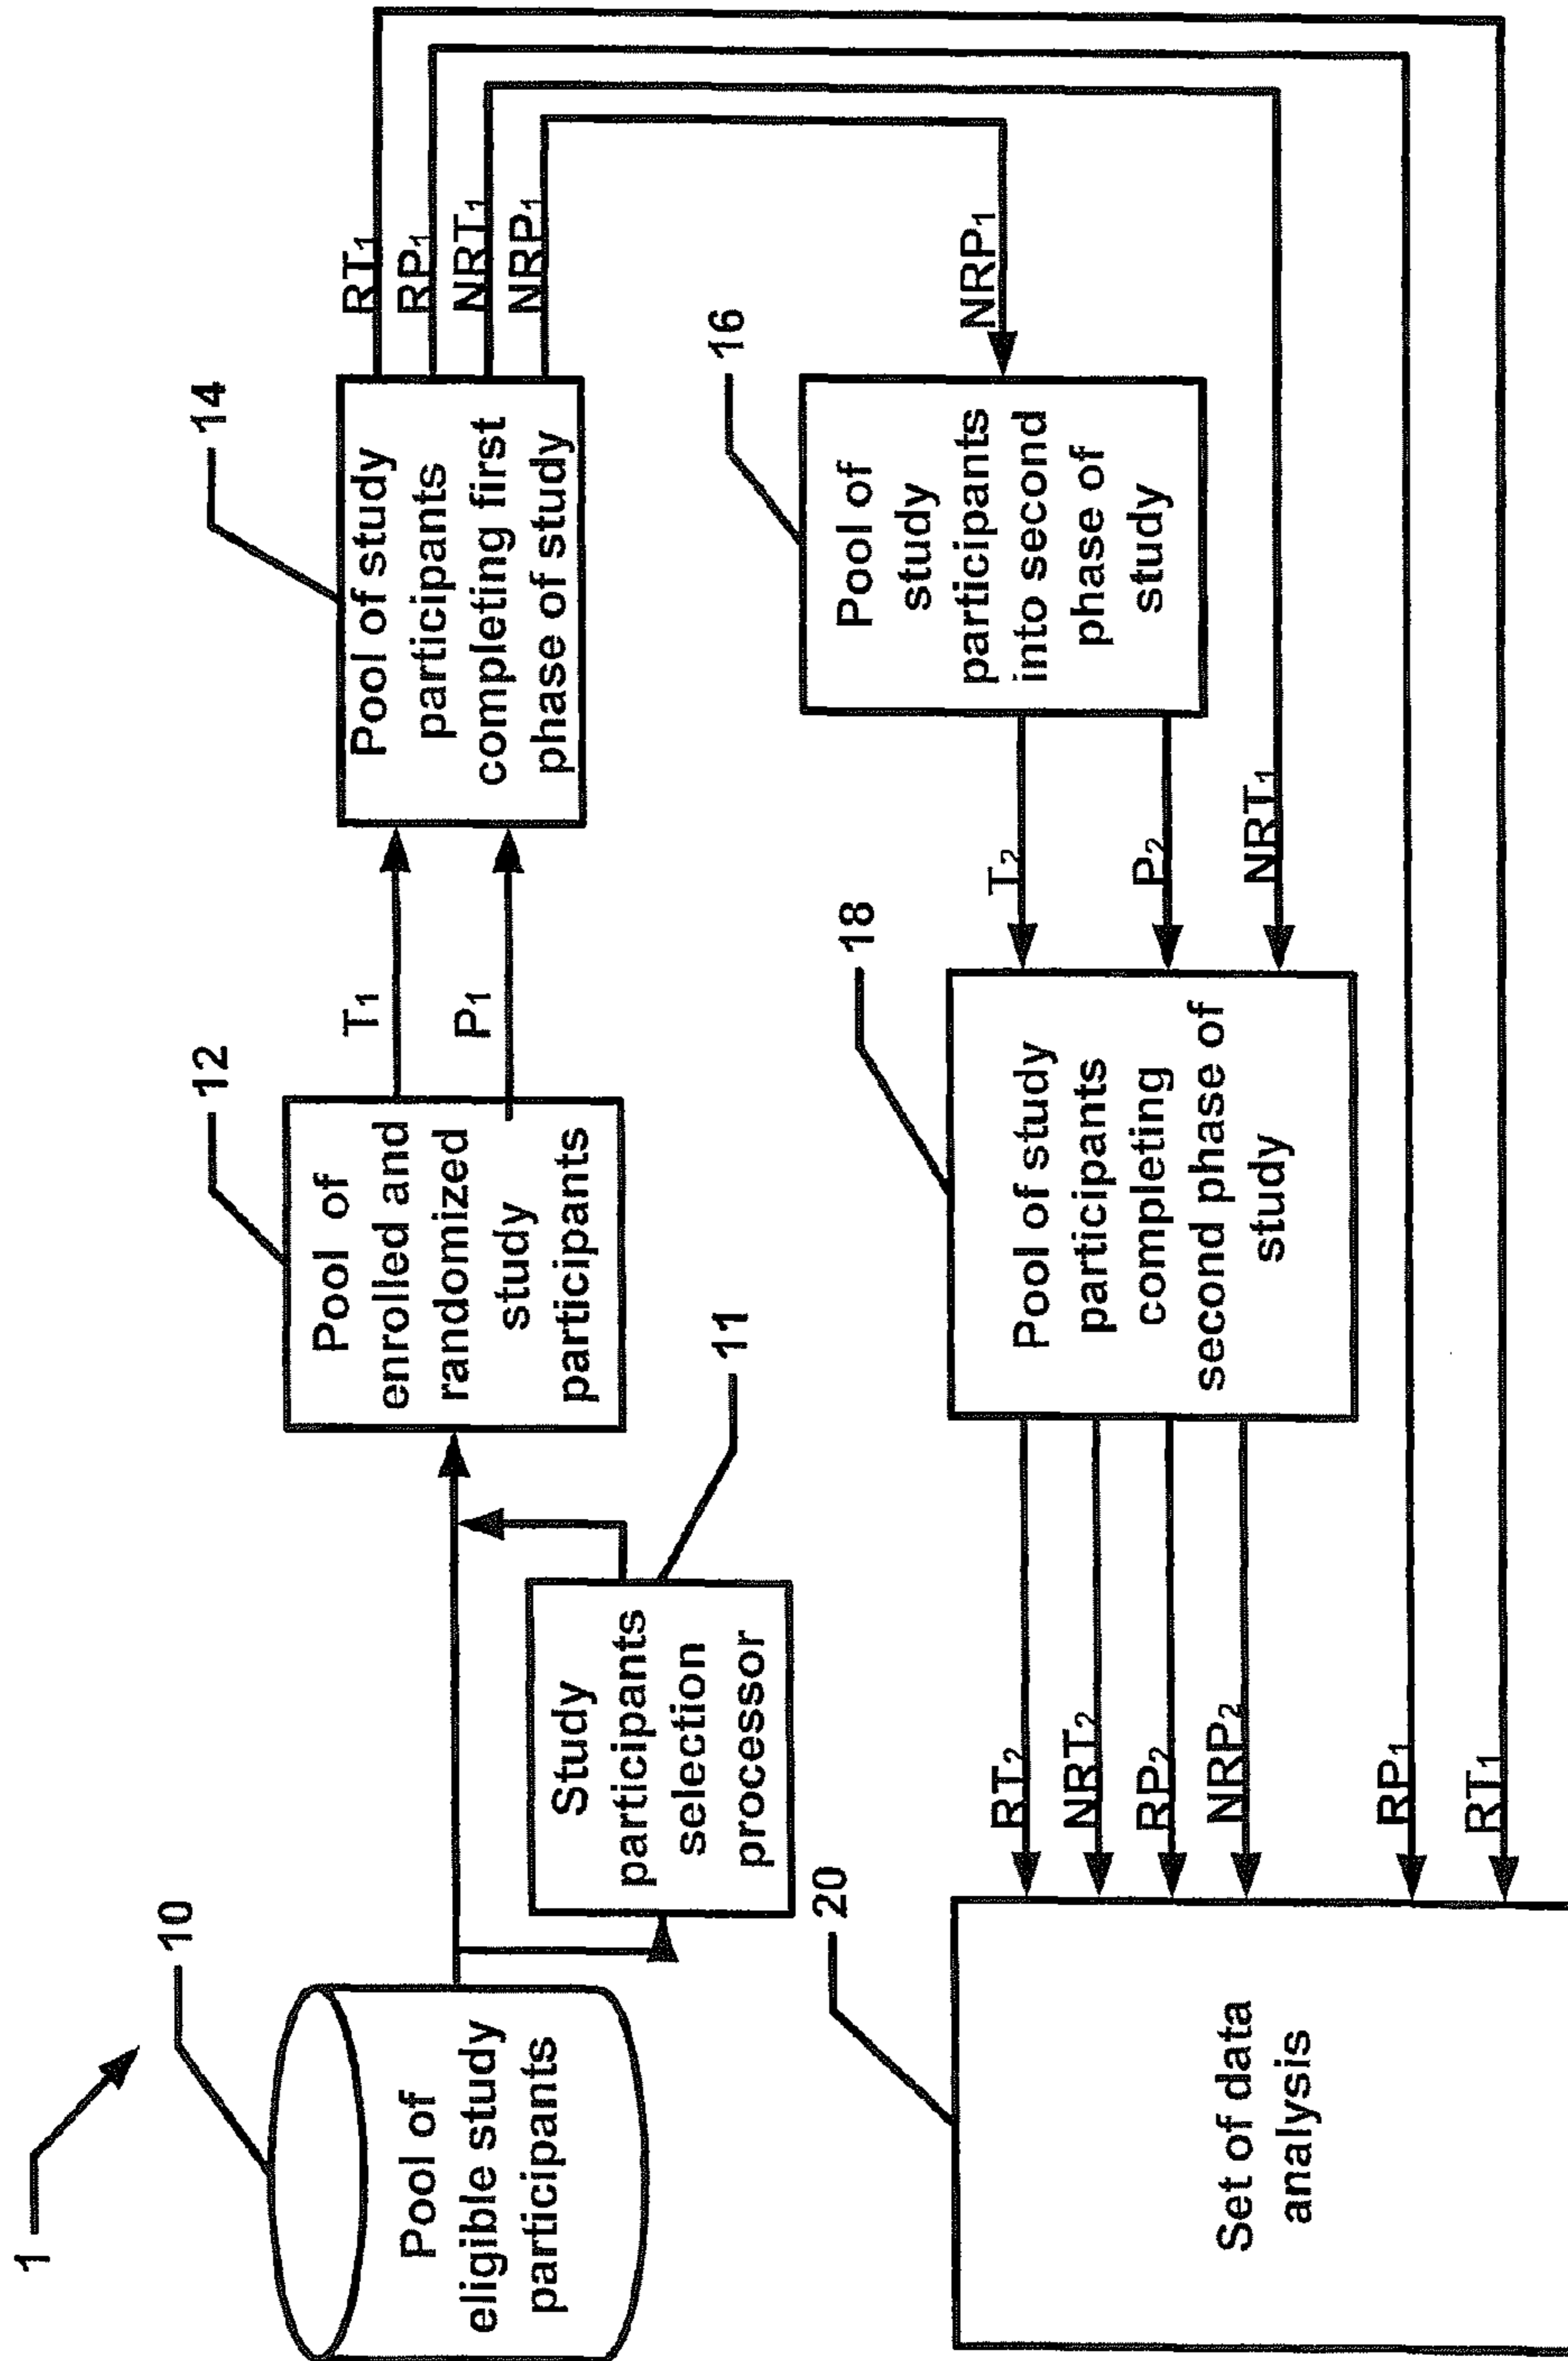 1
10
Pool of
eligible study
participants
11
Study
participants
selection
processor
12
Pool of
enrolled and
randomized
study
participants
T1
P1
14
Pool of study
participants
completing first
phase of study
RT1
RP1
NRT1
NRP1
16
Pool of
study
participants
into second
phase of
study
NRP1
T2
P2
NRT1
18
Pool of study
participants
completing
second phase of
study
RT2
NRT2
RP2
NRP2
RP1
RT1
20
Set of data
analysis